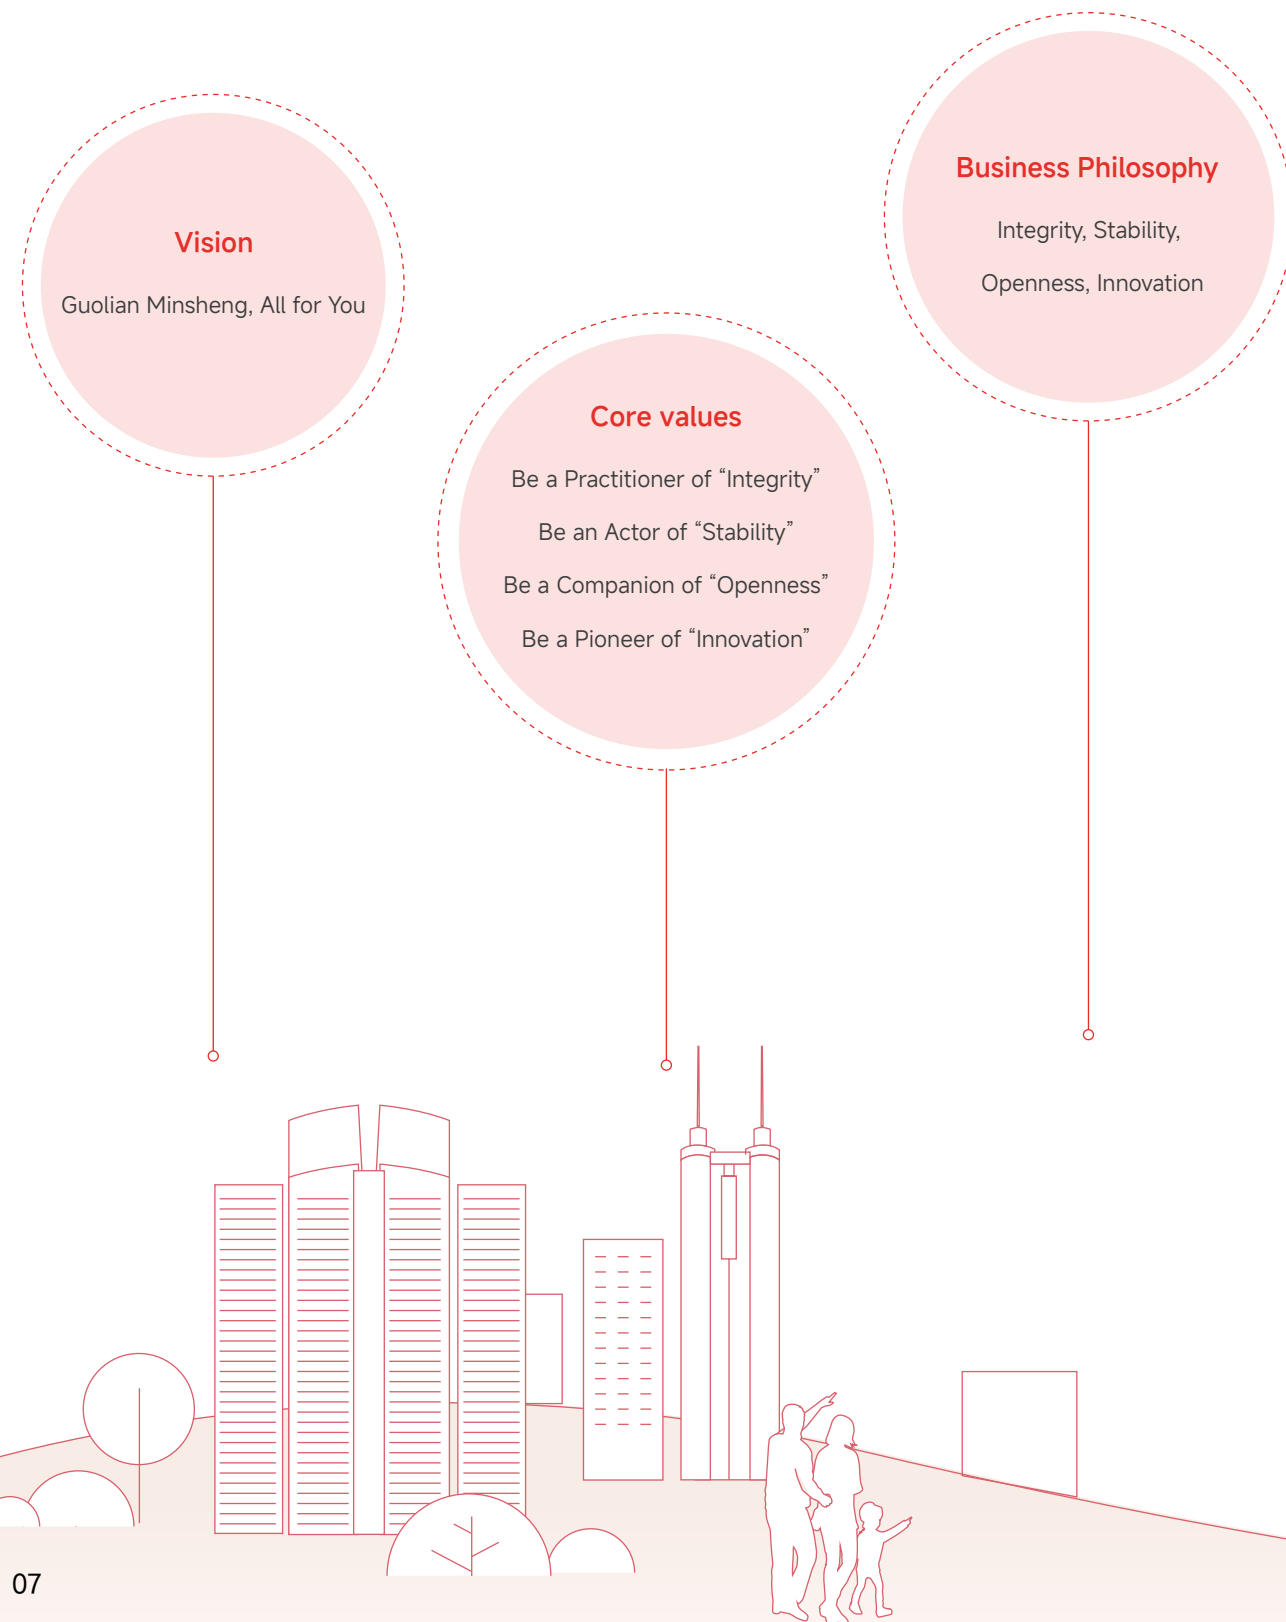 Vision
Guolian Minsheng, All for You
Core values
Be a Practitioner of “Integrity”
Be an Actor of “Stability”
Be a Companion of “Openness”
Be a Pioneer of “Innovation”
Business Philosophy
Integrity, Stability,
Openness, Innovation
07